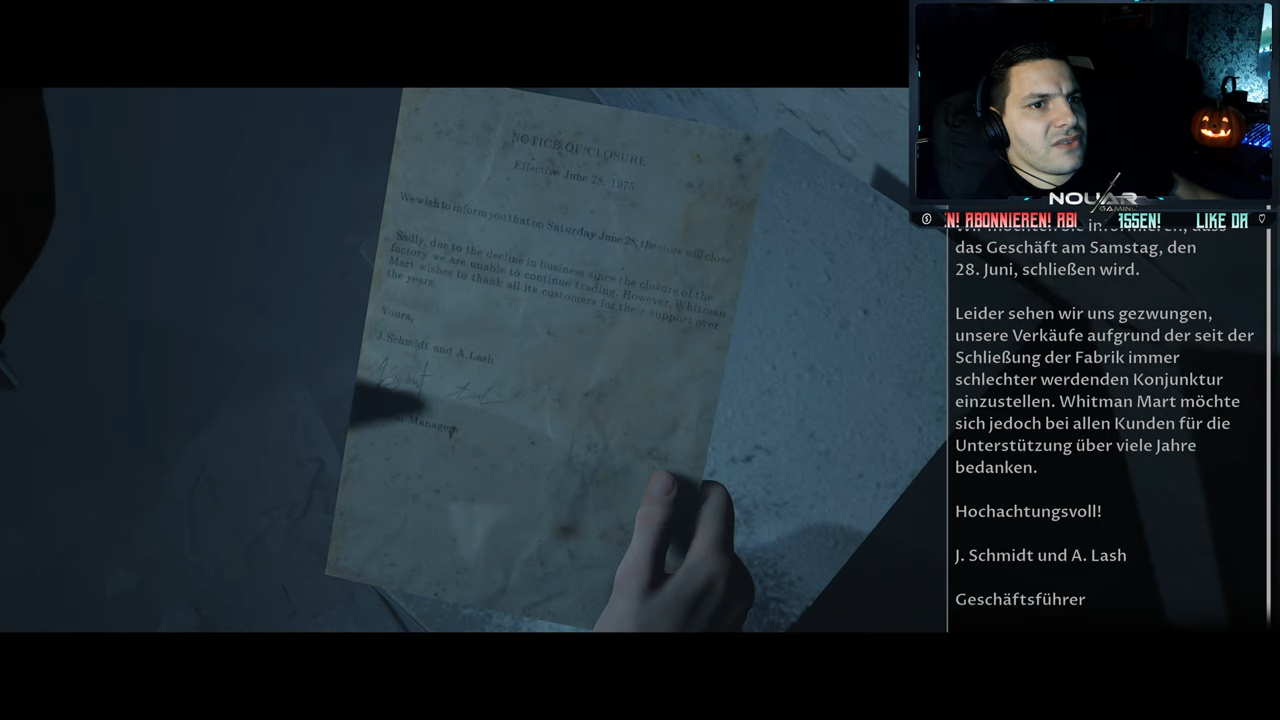 NOTICE OF CLOSURE
Effective June 28, 1975
We wish to inform you that on Saturday June 28, the store will close
Sadly, due to the decline in business since the closure of the
factory we are unable to continue trading. However, Whitman
Mart wishes to thank all its customers for their support over
the years.
Yours,
J.Schmidt and A.Lash
Managers
NOUAR
GAMING
ABONNIEREN!
LIKE DA
das Geschäft am Samstag, den
28. Juni, schließen wird.
Leider sehen wir uns gezwungen,
unsere Verkäufe aufgrund der seit der
Schließung der Fabrik immer
schlechter werdenden Konjunktur
einzustellen. Whitman Mart möchte
sich jedoch bei allen Kunden für die
Unterstützung über viele Jahre
bedanken.
Hochachtungsvoll!
J. Schmidt und A. Lash
Geschäftsführer